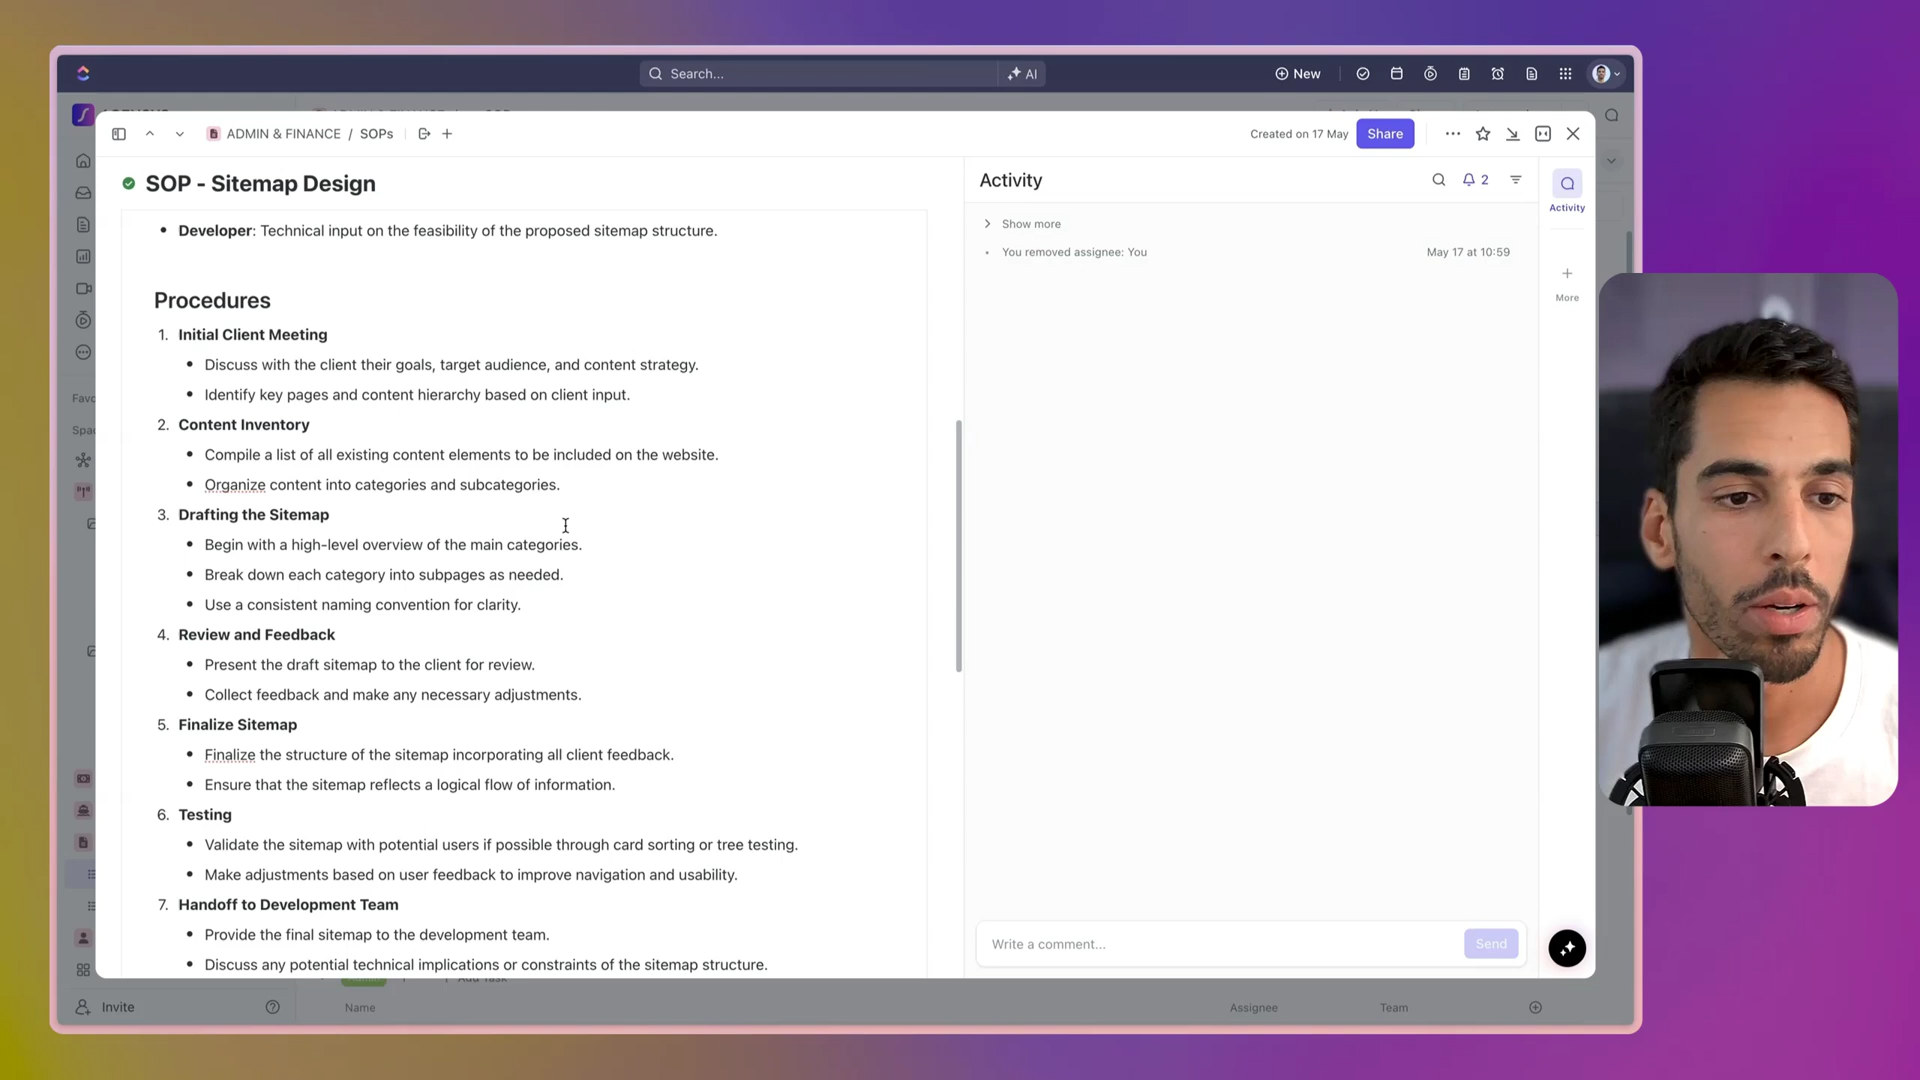 Search...
AI
New
ADMIN & FINANCE / SOPs
Created on 17 May
Share
SOP - Sitemap Design
• Developer: Technical input on the feasibility of the proposed sitemap structure.
Procedures
1. Initial Client Meeting
• Discuss with the client their goals, target audience, and content strategy.
• Identify key pages and content hierarchy based on client input.
2. Content Inventory
• Compile a list of all existing content elements to be included on the website.
• Organize content into categories and subcategories.
3. Drafting the Sitemap
• Begin with a high-level overview of the main categories.
• Break down each category into subpages as needed.
• Use a consistent naming convention for clarity.
4. Review and Feedback
• Present the draft sitemap to the client for review.
• Collect feedback and make any necessary adjustments.
5. Finalize Sitemap
• Finalize the structure of the sitemap incorporating all client feedback.
• Ensure that the sitemap reflects a logical flow of information.
6. Testing
• Validate the sitemap with potential users if possible through card sorting or tree testing.
• Make adjustments based on user feedback to improve navigation and usability.
7. Handoff to Development Team
• Provide the final sitemap to the development team.
• Discuss any potential technical implications or constraints of the sitemap structure.
Activity
2
Show more
• You removed assignee: You
May 17 at 10:59
Write a comment...
Send
Activity
More
Favo
Spac
Invite
Name
Assignee
Team